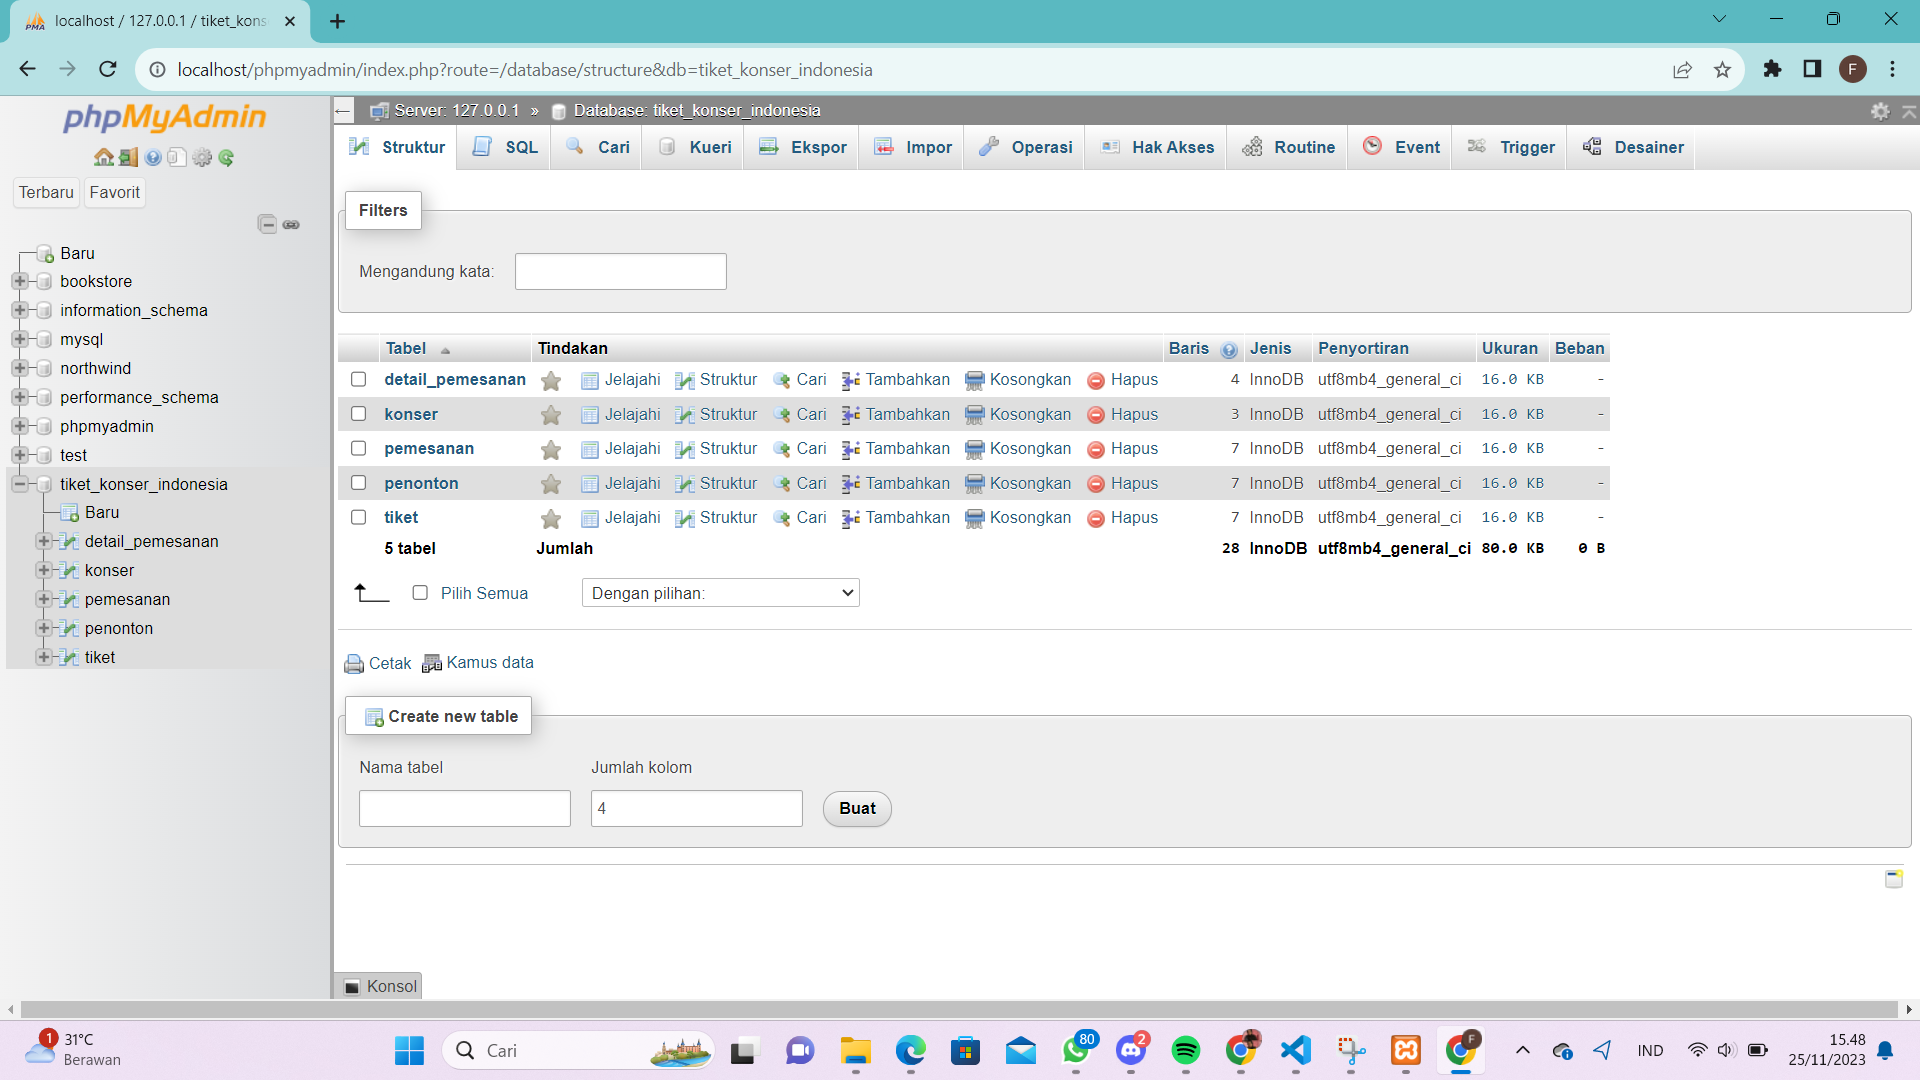 localhost / 127.0.0.1 / tiket_kons
localhost/phpmyadmin/index.php?route=/database/structure&db=tiket_konser_indonesia
F
phpMyAdmin
Terbaru Favorit
Baru
bookstore
information_schema
mysql
northwind
performance_schema
phpmyadmin
test
tiket_konser_indonesia
Baru
detail_pemesanan
konser
pemesanan
penonton
tiket
Server: 127.0.0.1 » Database: tiket_konser_indonesia
Struktur SQL Cari Kueri Ekspor Impor Operasi Hak Akses Routine Event Trigger Desainer
Filters
Mengandung kata:
Tabel Tindakan Baris Jenis Penyortiran Ukuran Beban
detail_pemesanan Jelajahi Struktur Cari Tambahkan Kosongkan Hapus 4 InnoDB utf8mb4_general_ci 16.0 KB -
konser Jelajahi Struktur Cari Tambahkan Kosongkan Hapus 3 InnoDB utf8mb4_general_ci 16.0 KB -
pemesanan Jelajahi Struktur Cari Tambahkan Kosongkan Hapus 7 InnoDB utf8mb4_general_ci 16.0 KB -
penonton Jelajahi Struktur Cari Tambahkan Kosongkan Hapus 7 InnoDB utf8mb4_general_ci 16.0 KB -
tiket Jelajahi Struktur Cari Tambahkan Kosongkan Hapus 7 InnoDB utf8mb4_general_ci 16.0 KB -
5 tabel Jumlah 28 InnoDB utf8mb4_general_ci 80.0 KB 0 B
Pilih Semua Dengan pilihan:
Cetak Kamus data
Create new table
Nama tabel Jumlah kolom
4 Buat
Konsol
1 31°C
Berawan
Cari
80
2
F
IND
15.48
25/11/2023